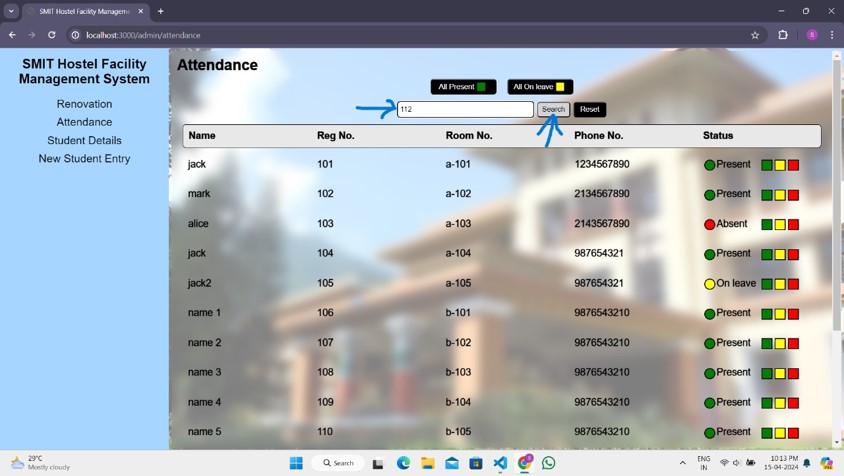 SMIT Hostel Facility Manageme
localhost:3000/admin/attendance
S
SMIT Hostel Facility
Management System
Renovation
Attendance
Student Details
New Student Entry
Attendance
All Present
All On leave
112
Search
Reset
Name Reg No. Room No. Phone No. Status
jack 101 a-101 1234567890 Present
mark 102 a-102 2134567890 Present
alice 103 a-103 2143567890 Absent
jack 104 a-104 987654321 Present
jack2 105 a-105 987654321 On leave
name 1 106 b-101 9876543210 Present
name 2 107 b-102 9876543210 Present
name 3 108 b-103 9876543210 Present
name 4 109 b-104 9876543210 Present
name 5 110 b-105 9876543210 Present
29°C
Mostly cloudy
Search
ENG
IN
10:13 PM
15-04-2024